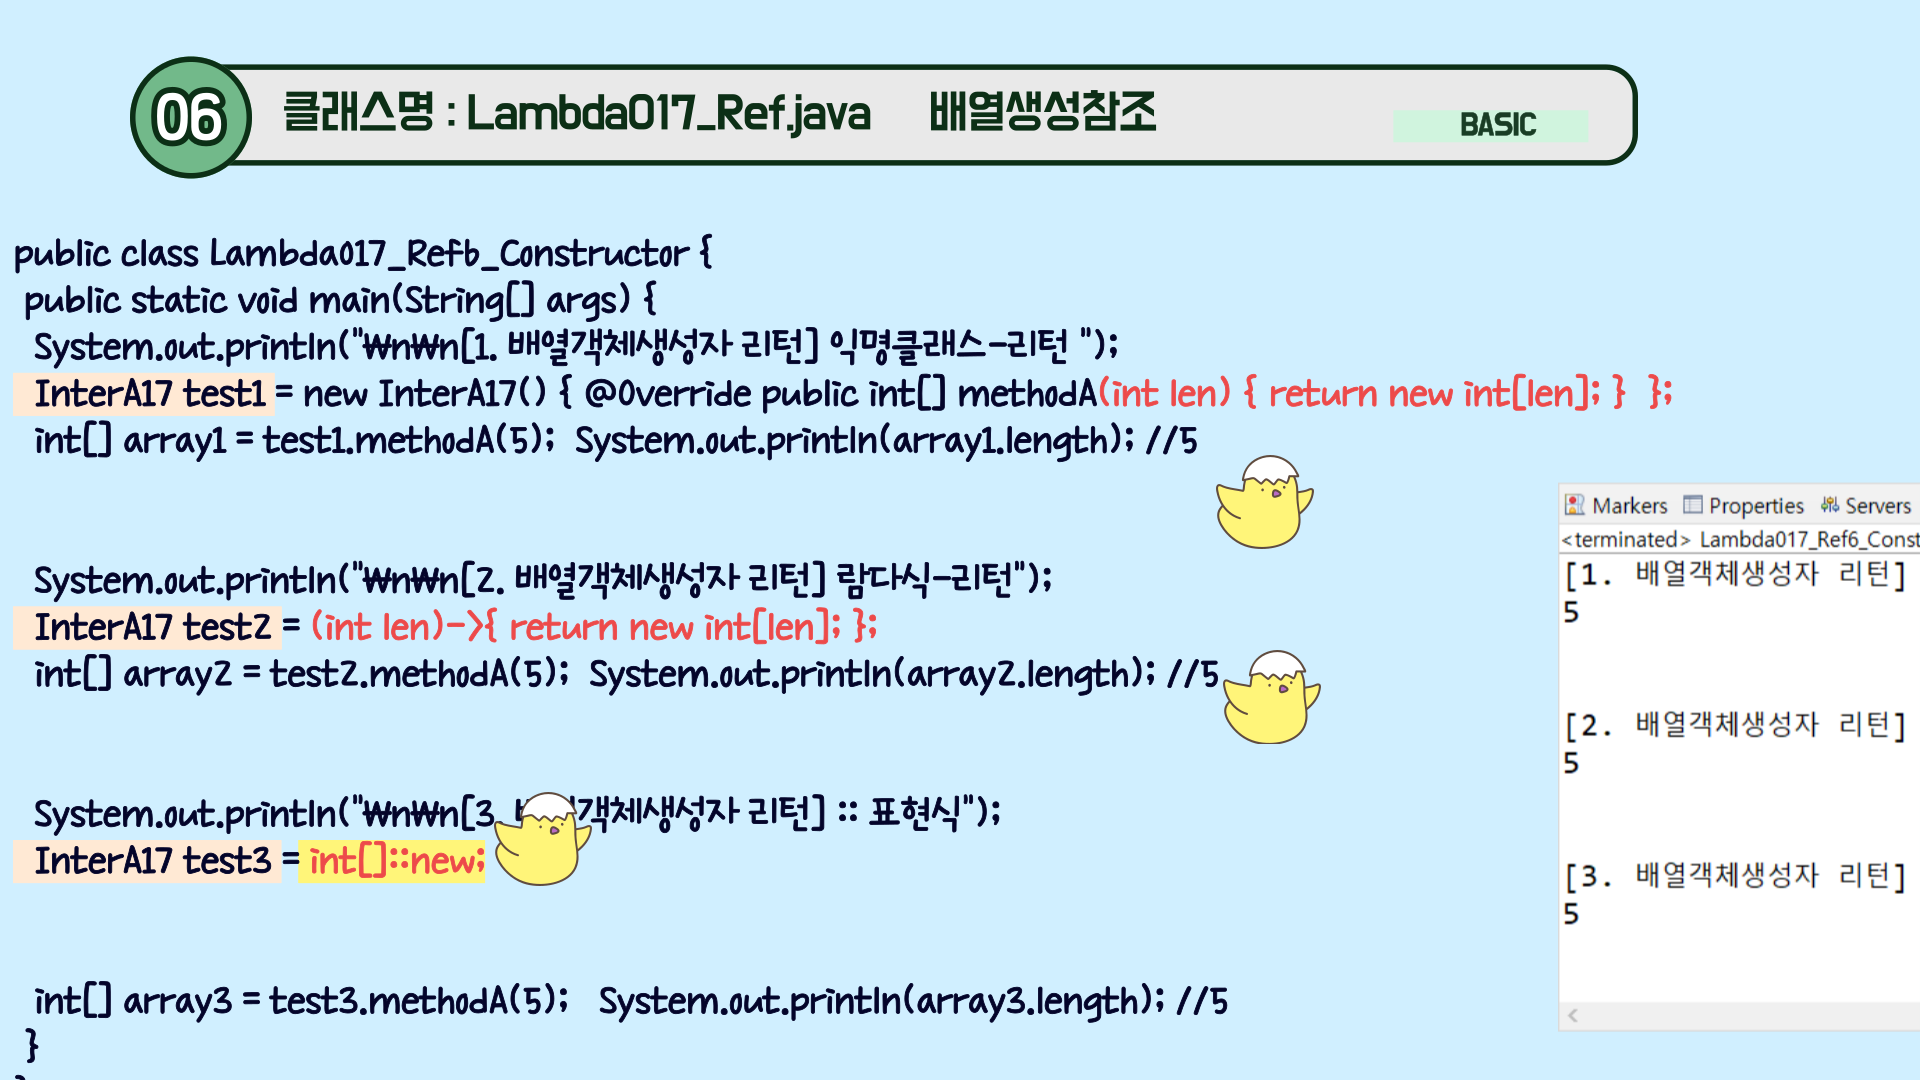 06
클래스명 : Lambda017_Ref.java 배열생성참조
BASIC
public class Lambda017_Ref6_Constructor {
public static void main(String[] args) {
System.out.println("₩n₩n[1. 배열객체생성자 리턴] 익명클래스-리턴 ");
InterA17 test1 = new InterA17() { @Override public int[] methodA(int len) { return new int[len]; } };
int[] array1 = test1.methodA(5); System.out.println(array1.length); //5
System.out.println("₩n₩n[2. 배열객체생성자 리턴] 람다식-리턴");
InterA17 test2 = (int len)->{ return new int[len]; };
int[] array2 = test2.methodA(5); System.out.println(array2.length); //5
System.out.println("₩n₩n[3. 객체생성자 리턴] :: 표현식");
InterA17 test3 = int[]::new;
int[] array3 = test3.methodA(5); System.out.println(array3.length); //5
}
Markers Properties Servers
<terminated> Lambda017_Ref6_Const
[1. 배열객체생성자 리턴]
5
[2. 배열객체생성자 리턴]
5
[3. 배열객체생성자 리턴]
5